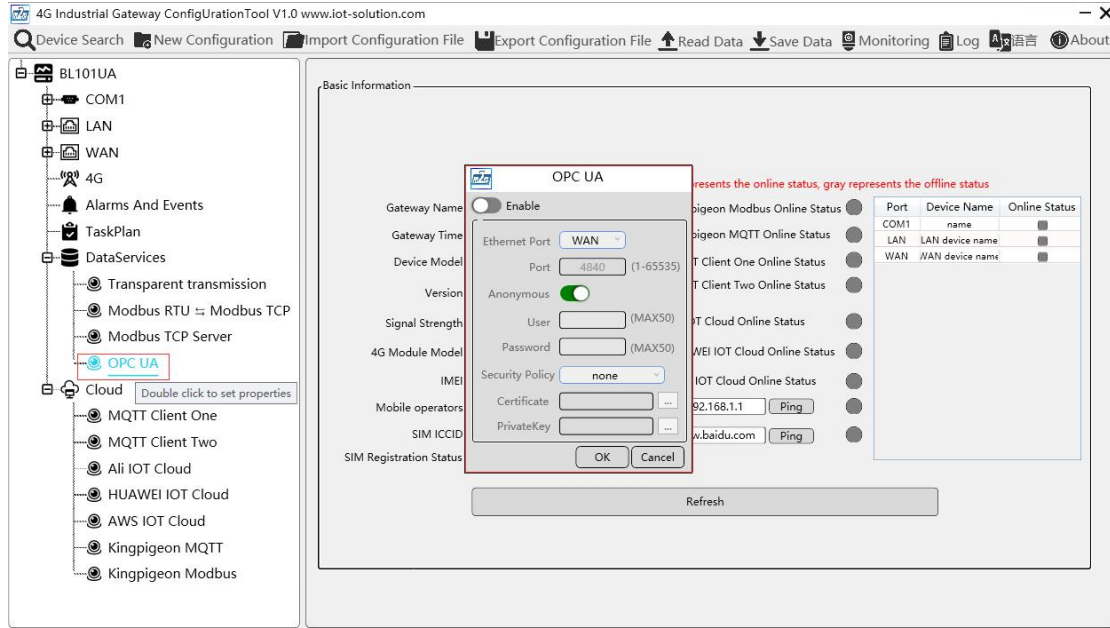 4G Industrial Gateway ConfigUrationTool V1.0 www.iot-solution.com
Device Search New Configuration Import Configuration File Export Configuration File Read Data Save Data Monitoring Log 语言 About
BL101UA
COM1
LAN
WAN
4G
Alarms And Events
TaskPlan
DataServices
Transparent transmission
Modbus RTU ⇆ Modbus TCP
Modbus TCP Server
OPC UA
Double click to set properties
Cloud
MQTT Client One
MQTT Client Two
Ali IOT Cloud
HUAWEI IOT Cloud
AWS IOT Cloud
Kingpigeon MQTT
Kingpigeon Modbus
Basic Information
Gateway Name
Gateway Time
Device Model
Version
Signal Strength
4G Module Model
IMEI
Mobile operators
SIM ICCID
SIM Registration Status
OPC UA
Enable
Ethernet Port WAN
Port 4840 (1-65535)
Anonymous
User (MAX50)
Password (MAX50)
Security Policy none
Certificate ...
PrivateKey ...
OK Cancel
resents the online status, gray represents the offline status
pigeon Modbus Online Status
pigeon MQTT Online Status
T Client One Online Status
T Client Two Online Status
OT Cloud Online Status
WEI IOT Cloud Online Status
IOT Cloud Online Status
92.168.1.1 Ping
w.baidu.com Ping
Port Device Name Online Status
COM1 name
LAN LAN device name
WAN WAN device name
Refresh